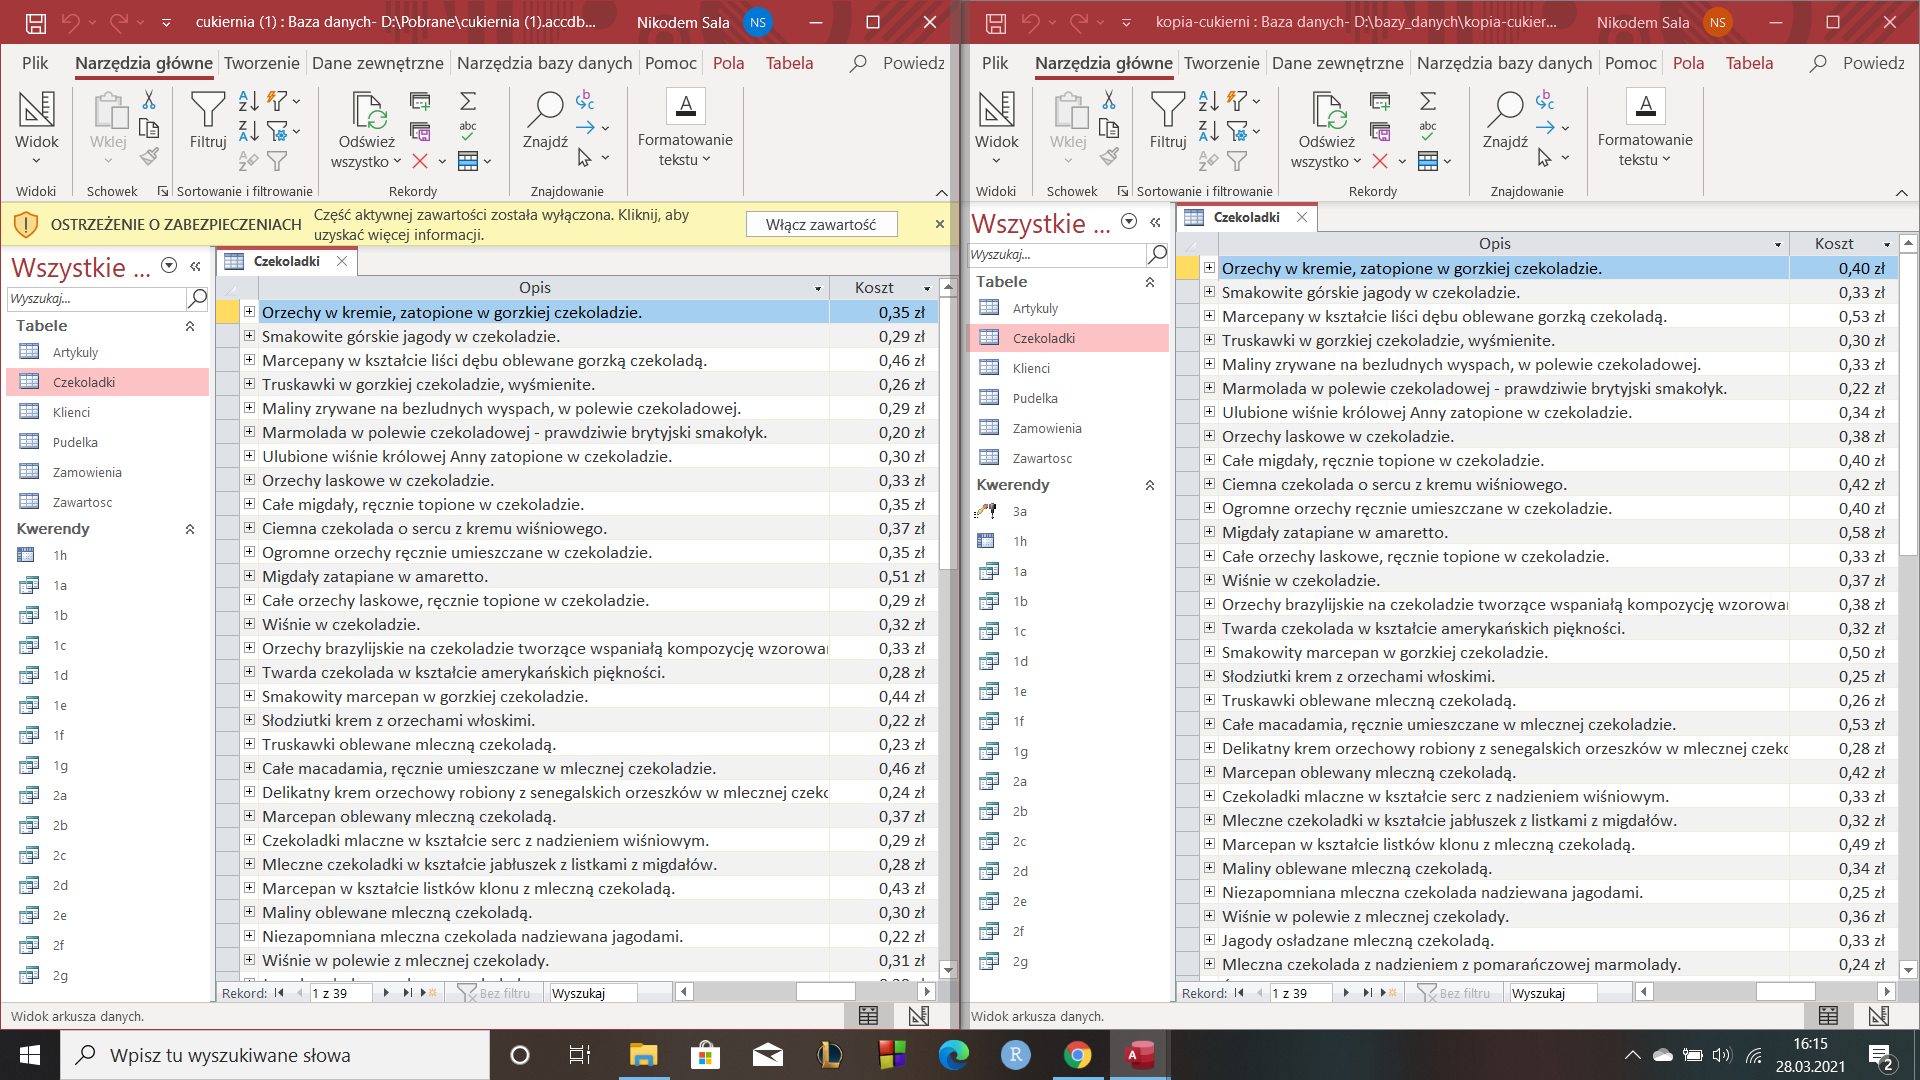 cukiernia (1) : Baza danych- D:\Pobrane\cukiernia (1).accdb...
Nikodem Sala
NS
Plik
Narzędzia główne
Tworzenie
Dane zewnętrzne
Narzędzia bazy danych
Pomoc
Pola
Tabela
Powiedz
Widok
Wklej
Filtruj
Odśwież
wszystko
Znajdź
Formatowanie
tekstu
Widoki
Schowek
Sortowanie i filtrowanie
Rekordy
Znajdowanie
OSTRZEŻENIE O ZABEZPIECZENIACH
Część aktywnej zawartości została wyłączona. Kliknij, aby
uzyskać więcej informacji.
Włącz zawartość
Wszystkie ...
Wyszukaj...
Tabele
Artykuly
Czekoladki
Klienci
Pudelka
Zamowienia
Zawartosc
Kwerendy
1h
1a
1b
1c
1d
1e
1f
1g
2a
2b
2c
2d
2e
2f
2g
Czekoladki
Opis Koszt
Orzechy w kremie, zatopione w gorzkiej czekoladzie. 0,35 zł
Smakowite górskie jagody w czekoladzie. 0,29 zł
Marcepany w kształcie liści dębu oblewane gorzką czekoladą. 0,46 zł
Truskawki w gorzkiej czekoladzie, wyśmienite. 0,26 zł
Maliny zrywane na bezludnych wyspach, w polewie czekoladowej. 0,29 zł
Marmolada w polewie czekoladowej - prawdziwie brytyjski smakołyk. 0,20 zł
Ulubione wiśnie królowej Anny zatopione w czekoladzie. 0,30 zł
Orzechy laskowe w czekoladzie. 0,33 zł
Całe migdały, ręcznie topione w czekoladzie. 0,35 zł
Ciemna czekolada o sercu z kremu wiśniowego. 0,37 zł
Ogromne orzechy ręcznie umieszczane w czekoladzie. 0,35 zł
Migdały zatapiane w amaretto. 0,51 zł
Całe orzechy laskowe, ręcznie topione w czekoladzie. 0,29 zł
Wiśnie w czekoladzie. 0,32 zł
Orzechy brazylijskie na czekoladzie tworzące wspaniałą kompozycję wzorowa 0,33 zł
Twarda czekolada w kształcie amerykańskich piękności. 0,28 zł
Smakowity marcepan w gorzkiej czekoladzie. 0,44 zł
Słodziutki krem z orzechami włoskimi. 0,22 zł
Truskawki oblewane mleczną czekoladą. 0,23 zł
Całe macadamia, ręcznie umieszczane w mlecznej czekoladzie. 0,46 zł
Delikatny krem orzechowy robiony z senegalskich orzeszków w mlecznej czeko 0,24 zł
Marcepan oblewany mleczną czekoladą. 0,37 zł
Czekoladki mlaczne w kształcie serc z nadzieniem wiśniowym. 0,29 zł
Mleczne czekoladki w kształcie jabłuszek z listkami z migdałów. 0,28 zł
Marcepan w kształcie listków klonu z mleczną czekoladą. 0,43 zł
Maliny oblewane mleczną czekoladą. 0,30 zł
Niezapomniana mleczna czekolada nadziewana jagodami. 0,22 zł
Wiśnie w polewie z mlecznej czekolady. 0,31 zł
Rekord: 1 z 39 Bez filtru Wyszukaj
Widok arkusza danych.
kopia-cukierni : Baza danych- D:\bazy_danych\kopia-cukier...
Nikodem Sala
NS
Plik
Narzędzia główne
Tworzenie
Dane zewnętrzne
Narzędzia bazy danych
Pomoc
Pola
Tabela
Powiedz
Widok
Wklej
Filtruj
Odśwież
wszystko
Znajdź
Formatowanie
tekstu
Widoki
Schowek
Sortowanie i filtrowanie
Rekordy
Znajdowanie
Wszystkie ...
Wyszukaj...
Tabele
Artykuly
Czekoladki
Klienci
Pudelka
Zamowienia
Zawartosc
Kwerendy
3a
1h
1a
1b
1c
1d
1e
1f
1g
2a
2b
2c
2d
2e
2f
2g
Czekoladki
Opis Koszt
Orzechy w kremie, zatopione w gorzkiej czekoladzie. 0,40 zł
Smakowite górskie jagody w czekoladzie. 0,33 zł
Marcepany w kształcie liści dębu oblewane gorzką czekoladą. 0,53 zł
Truskawki w gorzkiej czekoladzie, wyśmienite. 0,30 zł
Maliny zrywane na bezludnych wyspach, w polewie czekoladowej. 0,33 zł
Marmolada w polewie czekoladowej - prawdziwie brytyjski smakołyk. 0,22 zł
Ulubione wiśnie królowej Anny zatopione w czekoladzie. 0,34 zł
Orzechy laskowe w czekoladzie. 0,38 zł
Całe migdały, ręcznie topione w czekoladzie. 0,40 zł
Ciemna czekolada o sercu z kremu wiśniowego. 0,42 zł
Ogromne orzechy ręcznie umieszczane w czekoladzie. 0,40 zł
Migdały zatapiane w amaretto. 0,58 zł
Całe orzechy laskowe, ręcznie topione w czekoladzie. 0,33 zł
Wiśnie w czekoladzie. 0,37 zł
Orzechy brazylijskie na czekoladzie tworzące wspaniałą kompozycję wzorowa 0,38 zł
Twarda czekolada w kształcie amerykańskich piękności. 0,32 zł
Smakowity marcepan w gorzkiej czekoladzie. 0,50 zł
Słodziutki krem z orzechami włoskimi. 0,25 zł
Truskawki oblewane mleczną czekoladą. 0,26 zł
Całe macadamia, ręcznie umieszczane w mlecznej czekoladzie. 0,53 zł
Delikatny krem orzechowy robiony z senegalskich orzeszków w mlecznej czeko 0,28 zł
Marcepan oblewany mleczną czekoladą. 0,42 zł
Czekoladki mlaczne w kształcie serc z nadzieniem wiśniowym. 0,33 zł
Mleczne czekoladki w kształcie jabłuszek z listkami z migdałów. 0,32 zł
Marcepan w kształcie listków klonu z mleczną czekoladą. 0,49 zł
Maliny oblewane mleczną czekoladą. 0,34 zł
Niezapomniana mleczna czekolada nadziewana jagodami. 0,25 zł
Wiśnie w polewie z mlecznej czekolady. 0,36 zł
Jagody osładzane mleczną czekoladą. 0,33 zł
Mleczna czekolada z nadzieniem z pomarańczowej marmolady. 0,24 zł
Rekord: 1 z 39 Bez filtru Wyszukaj
Widok arkusza danych.
Wpisz tu wyszukiwane słowa
16:15
28.03.2021
2